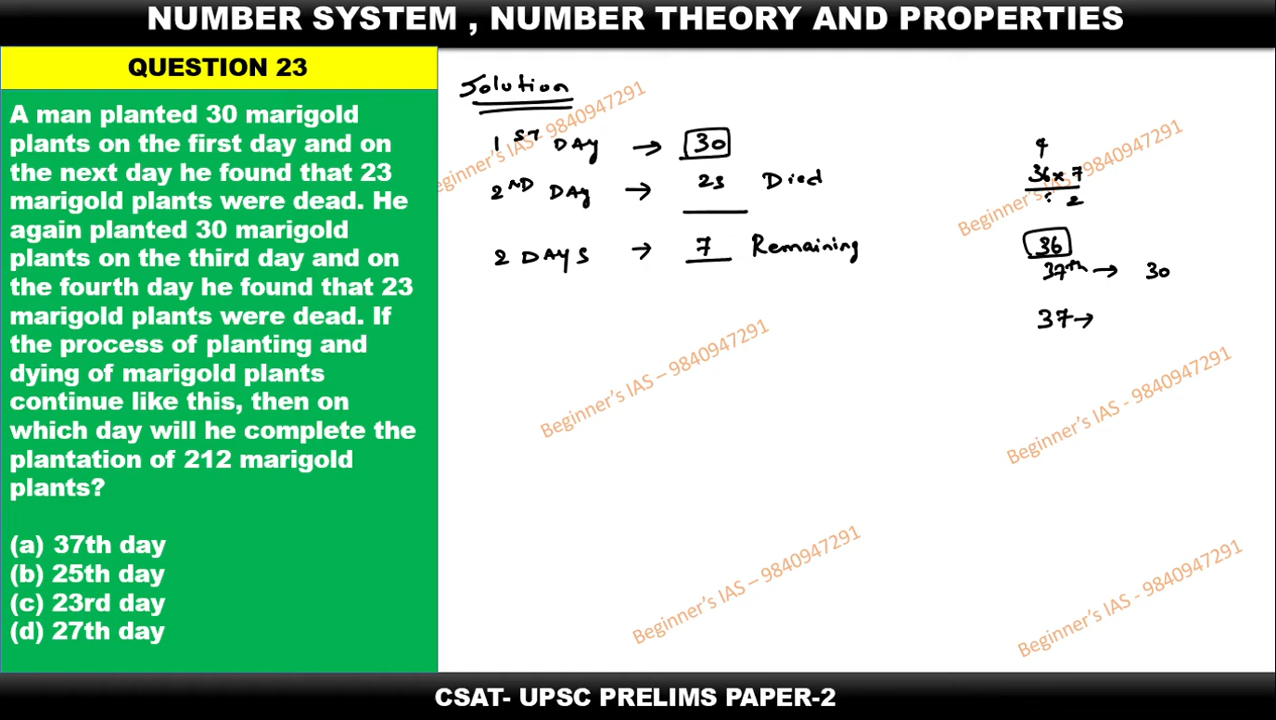 NUMBER SYSTEM , NUMBER THEORY AND PROPERTIES
QUESTION 23
A man planted 30 marigold
plants on the first day and on
the next day he found that 23
marigold plants were dead. He
again planted 30 marigold
plants on the third day and on
the fourth day he found that 23
marigold plants were dead. If
the process of planting and
dying of marigold plants
continue like this, then on
which day will he complete the
plantation of 212 marigold
plants?
(a) 37th day
(b) 25th day
(c) 23rd day
(d) 27th day
Solution
1ST DAY → 30
2ND DAY → 23 Died
2 DAYS → 7 Remaining
36 × 7
2
36
37th → 30
37 →
Beginner's IAS – 9840947291
Beginner's IAS - 9840947291
Beginner's IAS – 9840947291
Beginner's IAS - 9840947291
Beginner's IAS – 9840947291
Beginner's IAS - 9840947291
CSAT- UPSC PRELIMS PAPER-2